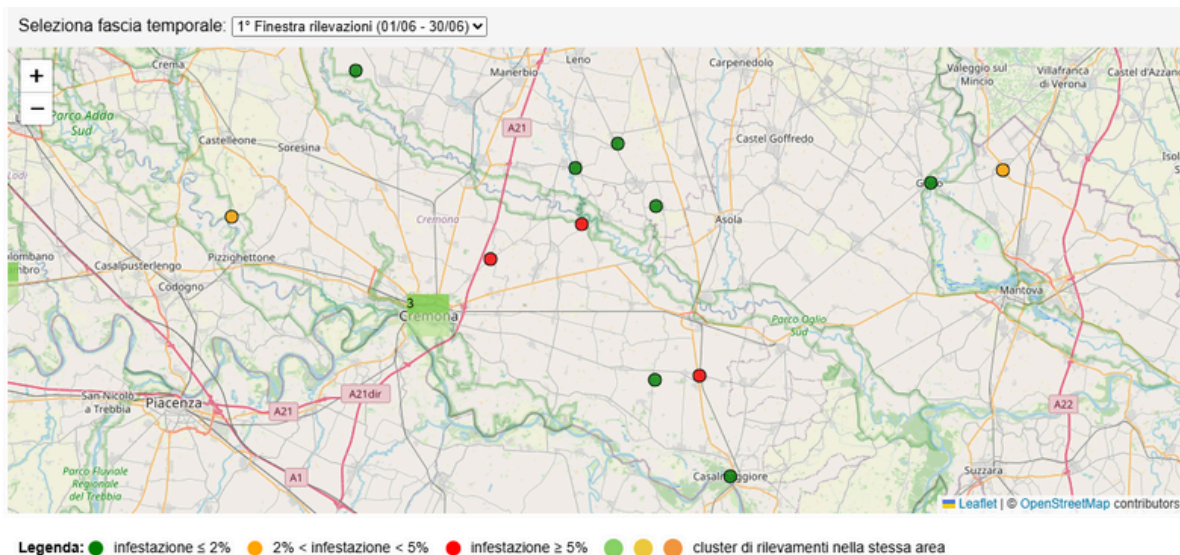 Seleziona fascia temporale: 1° Finestra rilevazioni (01/06 - 30/06)
+
−
Crema
Manerbio
Leno
Carpenedolo
Valeggio sul
Mincio
Villafranca
di Verona
Castel d'Azzano
Parco Adda
Sud
Castelleone
Soresina
A21
Castel Goffredo
Lodi
Cremona
Asola
Pizzighettone
Casalpusterlengo
Codogno
3
Cremona
Mantova
Parco Oglio
Sud
San Nicolo
a Trebbia
Piacenza
A21
A21dir
A22
A1
Parco Fluviale
Regionale
del Trebbia
Suzzara
Leaflet | © OpenStreetMap contributors
Legenda: infestazione ≤ 2% 2% < infestazione < 5% infestazione ≥ 5% cluster di rilevamenti nella stessa area